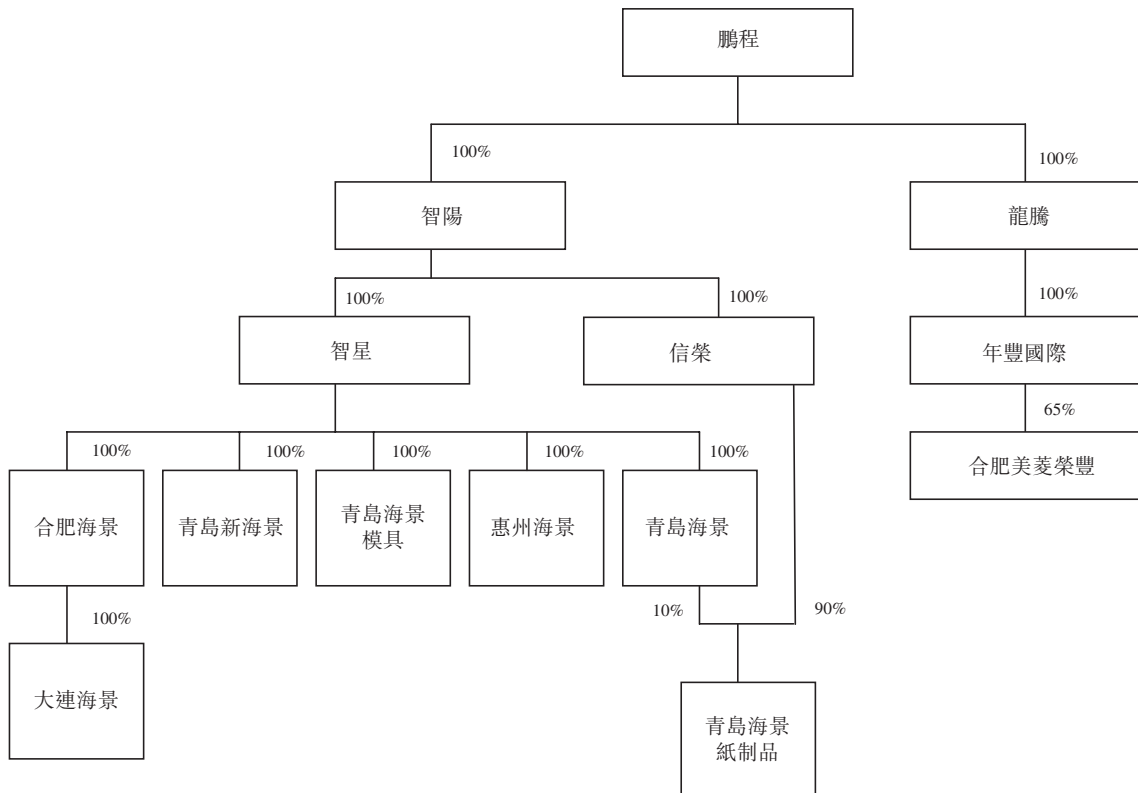 鵬程
100%
100%
智陽
龍騰
100%
100%
100%
智星
信榮
年豐國際
65%
100%
100%
100%
100%
100%
合肥美菱榮豐
合肥海景
青島新海景
青島海景
模具
惠州海景
青島海景
100%
10%
90%
大連海景
青島海景
紙制品